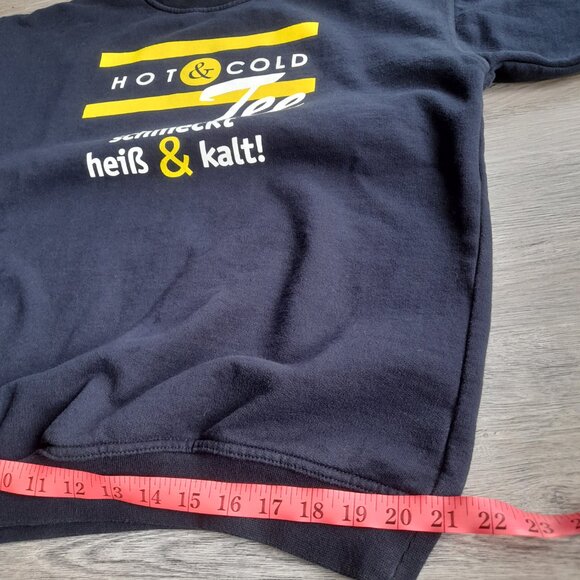 HOT & COLD
Tee
schmeckt
heiß & kalt!
11 12 13 14 15 16 17 18 19 20 21 22 23